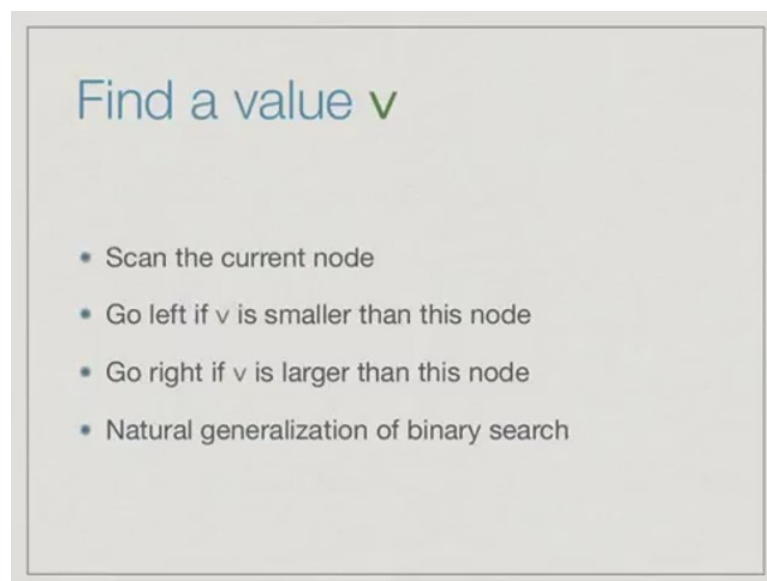 Find a value v
• Scan the current node
• Go left if v is smaller than this node
• Go right if v is larger than this node
• Natural generalization of binary search